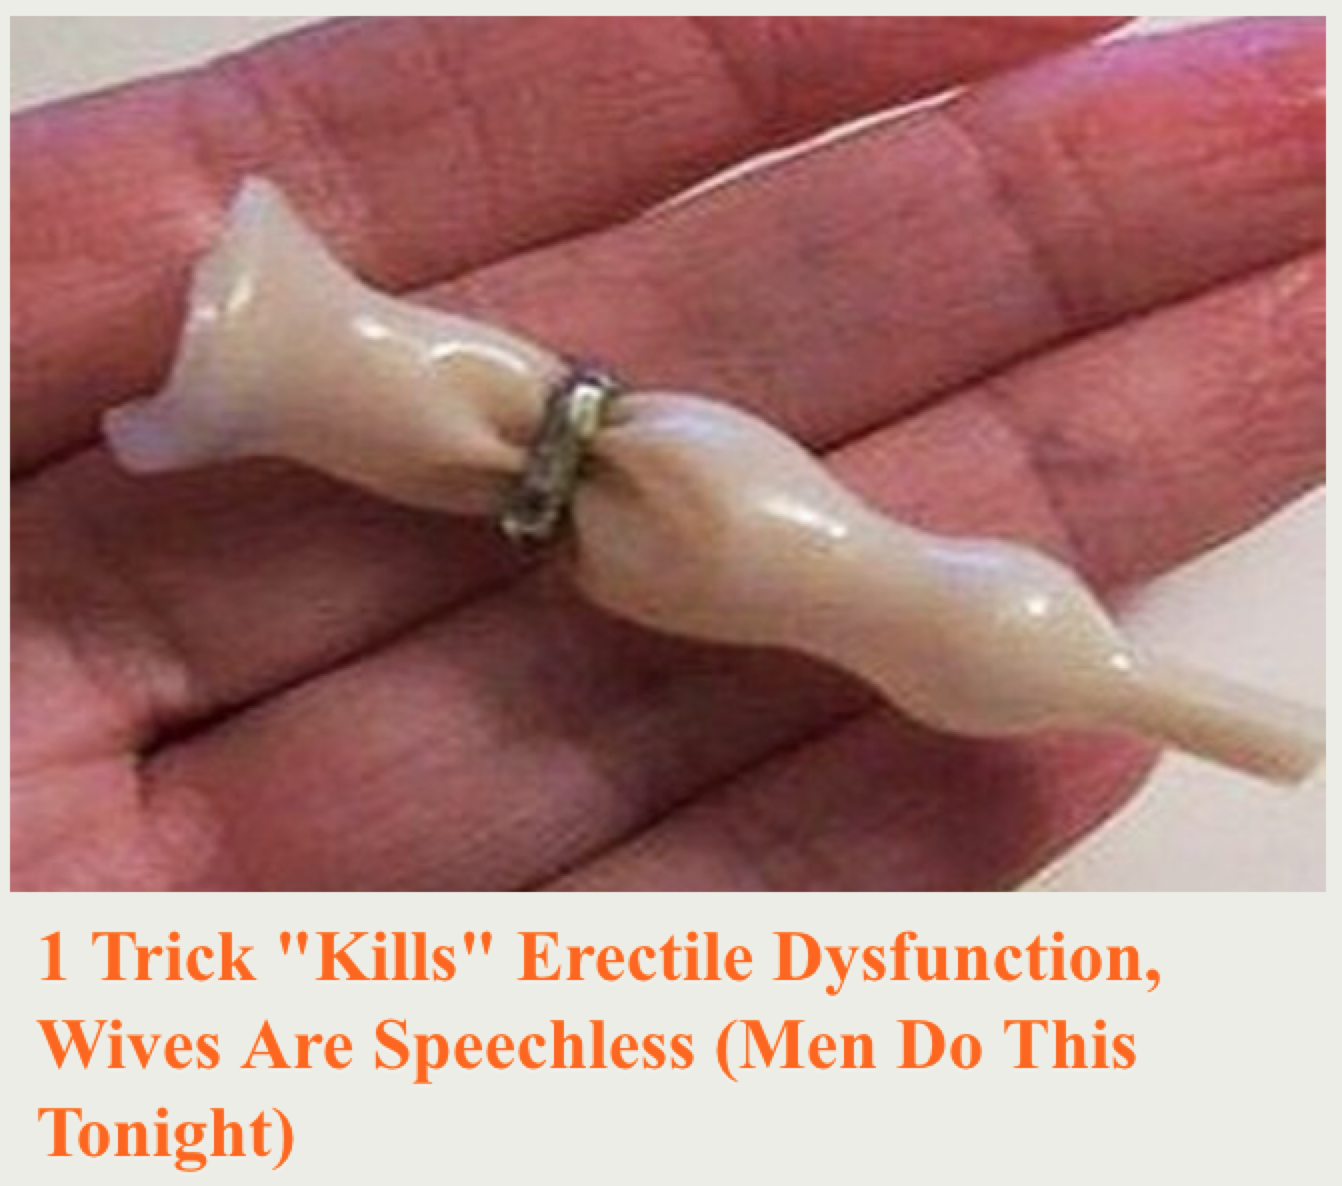 1 Trick "Kills" Erectile Dysfunction,
Wives Are Speechless (Men Do This
Tonight)